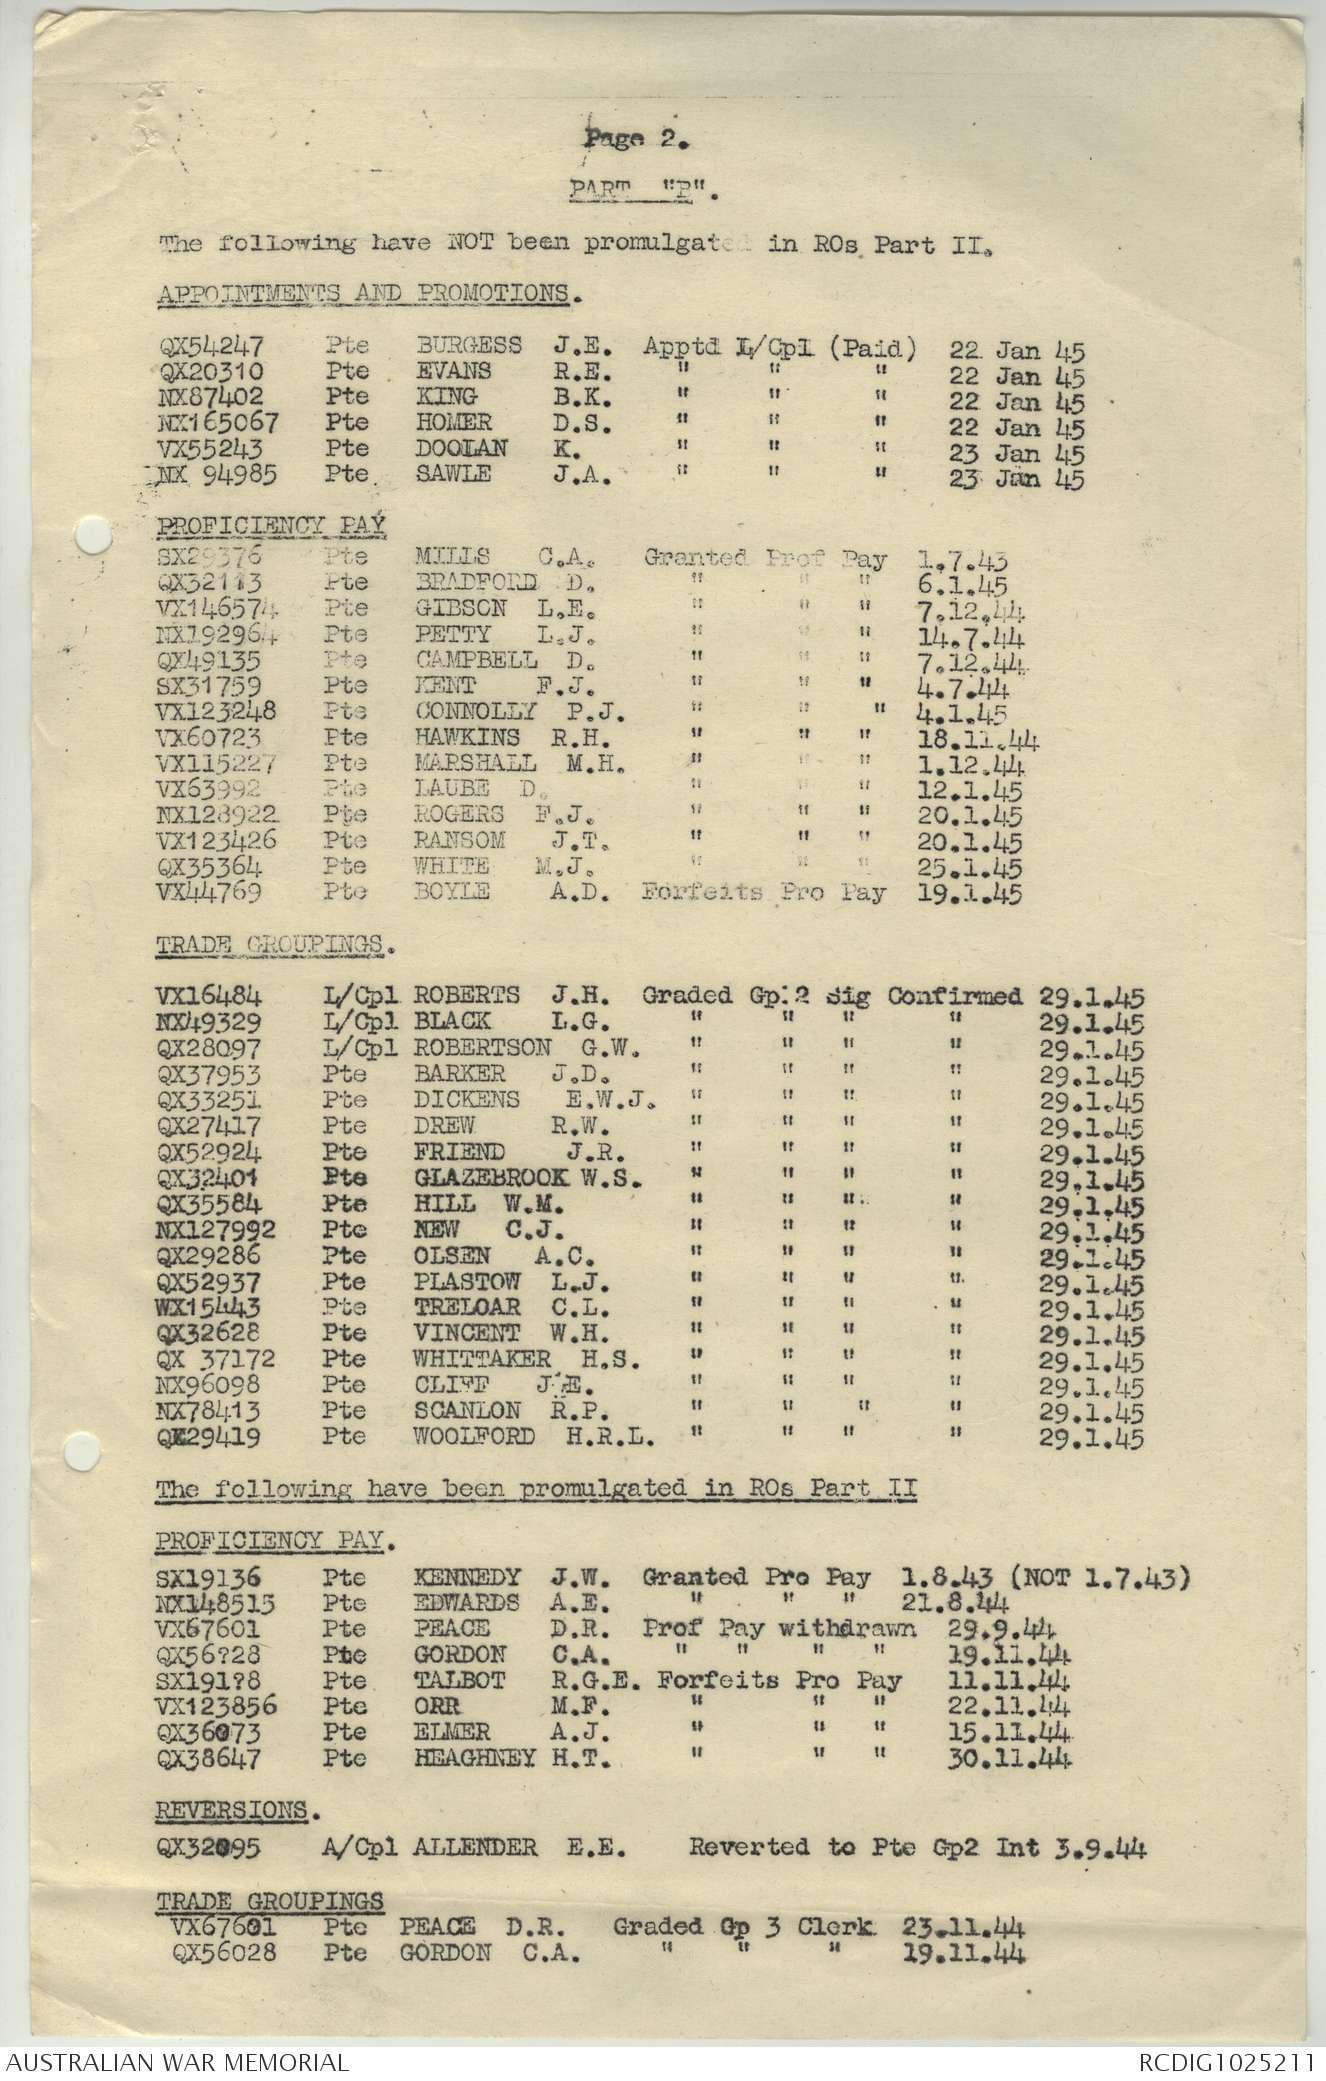 Page 2.
PART "B".
The following have NOT been promulgated in ROs Part II.
APPOINTMENTS AND PROMOTIONS.
QX54247 Pte BURGESS J.E. Apptd L/Cpl (Paid) 22 Jan 45
QX20310 Pte EVANS R.E. " " " 22 Jan 45
NX87402 Pte KING B.K. " " " 22 Jan 45
NX165067 Pte HOMER D.S. " " " 22 Jan 45
VX55243 Pte DOOLAN K. " " " 23 Jan 45
NX 94985 Pte SAWLE J.A. " " " 23 Jan 45
PROFICIENCY PAY
SX29376 Pte MILLS C.A. Granted Prof Pay 1.7.43
QX32113 Pte BRADFORD D. " " " 6.1.45
VX146574 Pte GIBSON L.E. " " " 7.12.44
NX192964 Pte PETTY L.J. " " " 14.7.44
QX49135 Pte CAMPBELL D. " " " 7.12.44
SX31759 Pte KENT F.J. " " " 4.7.44
VX123248 Pte CONNOLLY P.J. " " " 4.1.45
VX60723 Pte HAWKINS R.H. " " " 18.11.44
VX115227 Pte MARSHALL M.H. " " " 1.12.44
VX63992 Pte LAUBE D. " " " 12.1.45
NX128922 Pte ROGERS F.J. " " " 20.1.45
VX123426 Pte RANSOM J.T. " " " 20.1.45
QX35364 Pte WHITE M.J. " " " 25.1.45
VX44769 Pte BOYLE A.D. Forfeits Pro Pay 19.1.45
TRADE GROUPINGS.
VX16484 L/Cpl ROBERTS J.H. Graded Gp 2 Sig Confirmed 29.1.45
NX49329 L/Cpl BLACK L.G. " " " " 29.1.45
QX28097 L/Cpl ROBERTSON G.W. " " " " 29.1.45
QX37953 Pte BARKER J.D. " " " " 29.1.45
QX33251 Pte DICKENS E.W.J. " " " " 29.1.45
QX27417 Pte DREW R.W. " " " " 29.1.45
QX52924 Pte FRIEND J.R. " " " " 29.1.45
QX32401 Pte GLAZEBROOK W.S. " " " " 29.1.45
QX35584 Pte HILL W.M. " " " " 29.1.45
NX127992 Pte NEW C.J. " " " " 29.1.45
QX29286 Pte OLSEN A.C. " " " " 29.1.45
QX52937 Pte PLASTOW L.J. " " " " 29.1.45
WX15443 Pte TRELOAR C.L. " " " " 29.1.45
QX32628 Pte VINCENT W.H. " " " " 29.1.45
QX 37172 Pte WHITTAKER H.S. " " " " 29.1.45
NX96098 Pte CLIFF J.E. " " " " 29.1.45
NX78413 Pte SCANLON R.P. " " " " 29.1.45
QX29419 Pte WOOLFORD H.R.L. " " " " 29.1.45
The following have been promulgated in ROs Part II
PROFICIENCY PAY.
SX19136 Pte KENNEDY J.W. Granted Pro Pay 1.8.43 (NOT 1.7.43)
NX148515 Pte EDWARDS A.E. " " " 21.8.44
VX67601 Pte PEACE D.R. Prof Pay withdrawn 29.9.44
QX56?28 Pte GORDON C.A. " " " " 19.11.44
SX191?8 Pte TALBOT R.G.E. Forfeits Pro Pay 11.11.44
VX123856 Pte ORR M.F. " " " 22.11.44
QX36073 Pte ELMER A.J. " " " 15.11.44
QX38647 Pte HEAGHNEY H.T. " " " 30.11.44
REVERSIONS.
QX32095 A/Cpl ALLENDER E.E. Reverted to Pte Gp2 Int 3.9.44
TRADE GROUPINGS
VX67601 Pte PEACE D.R. Graded Gp 3 Clerk 23.11.44
QX56028 Pte GORDON C.A. " " " 19.11.44
AUSTRALIAN WAR MEMORIAL
RCDIG1025211